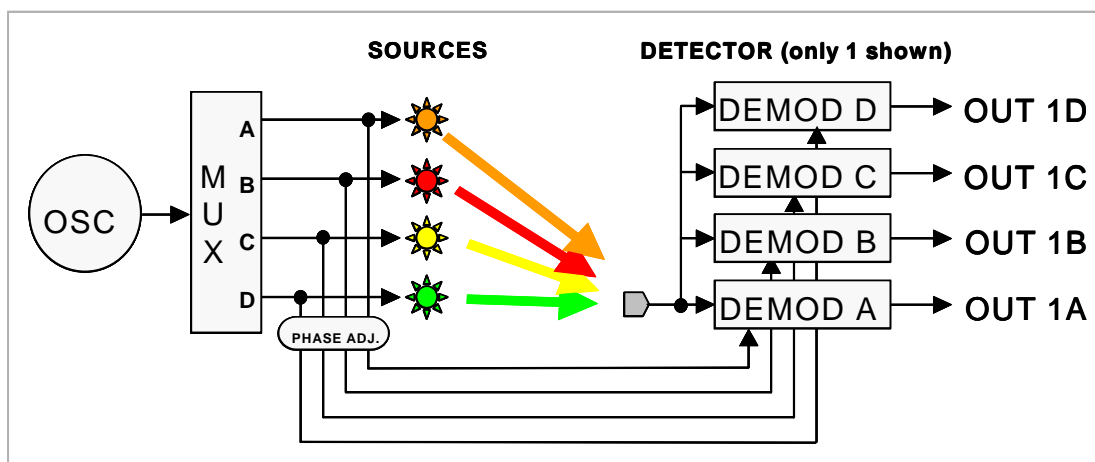 SOURCES
DETECTOR (only 1 shown)
OSC
MUX
A
B
C
D
PHASE ADJ.
DEMOD D
OUT 1D
DEMOD C
OUT 1C
DEMOD B
OUT 1B
DEMOD A
OUT 1A